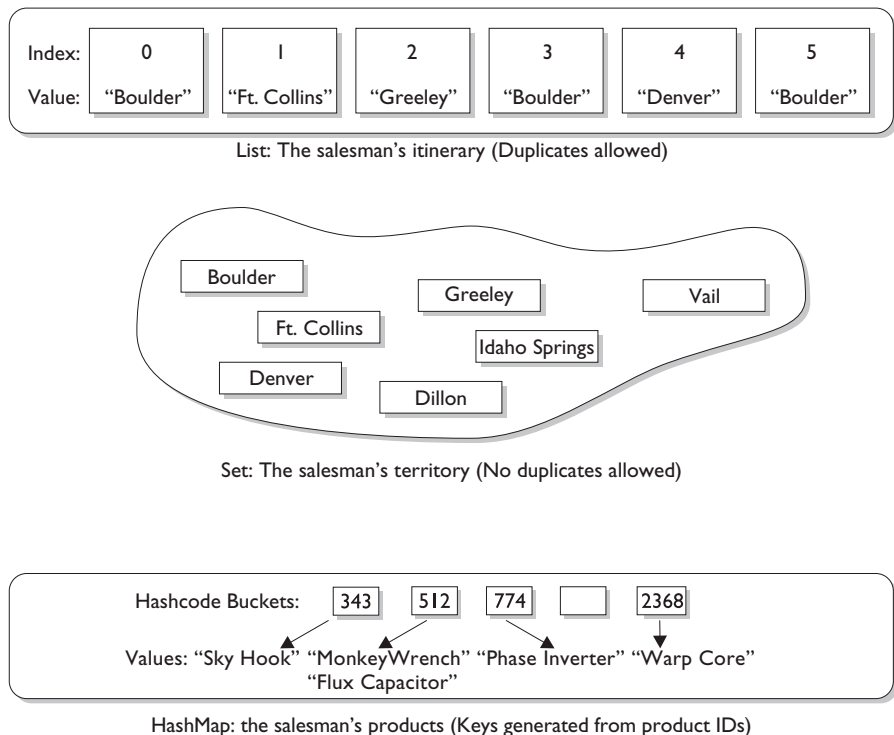 Index: 0 1 2 3 4 5
Value: “Boulder” “Ft. Collins” “Greeley” “Boulder” “Denver” “Boulder”
List: The salesman’s itinerary (Duplicates allowed)
Boulder
Greeley
Vail
Ft. Collins
Idaho Springs
Denver
Dillon
Set: The salesman’s territory (No duplicates allowed)
Hashcode Buckets: 343 512 774 2368
Values: “Sky Hook” “MonkeyWrench” “Phase Inverter” “Warp Core”
“Flux Capacitor”
HashMap: the salesman’s products (Keys generated from product IDs)